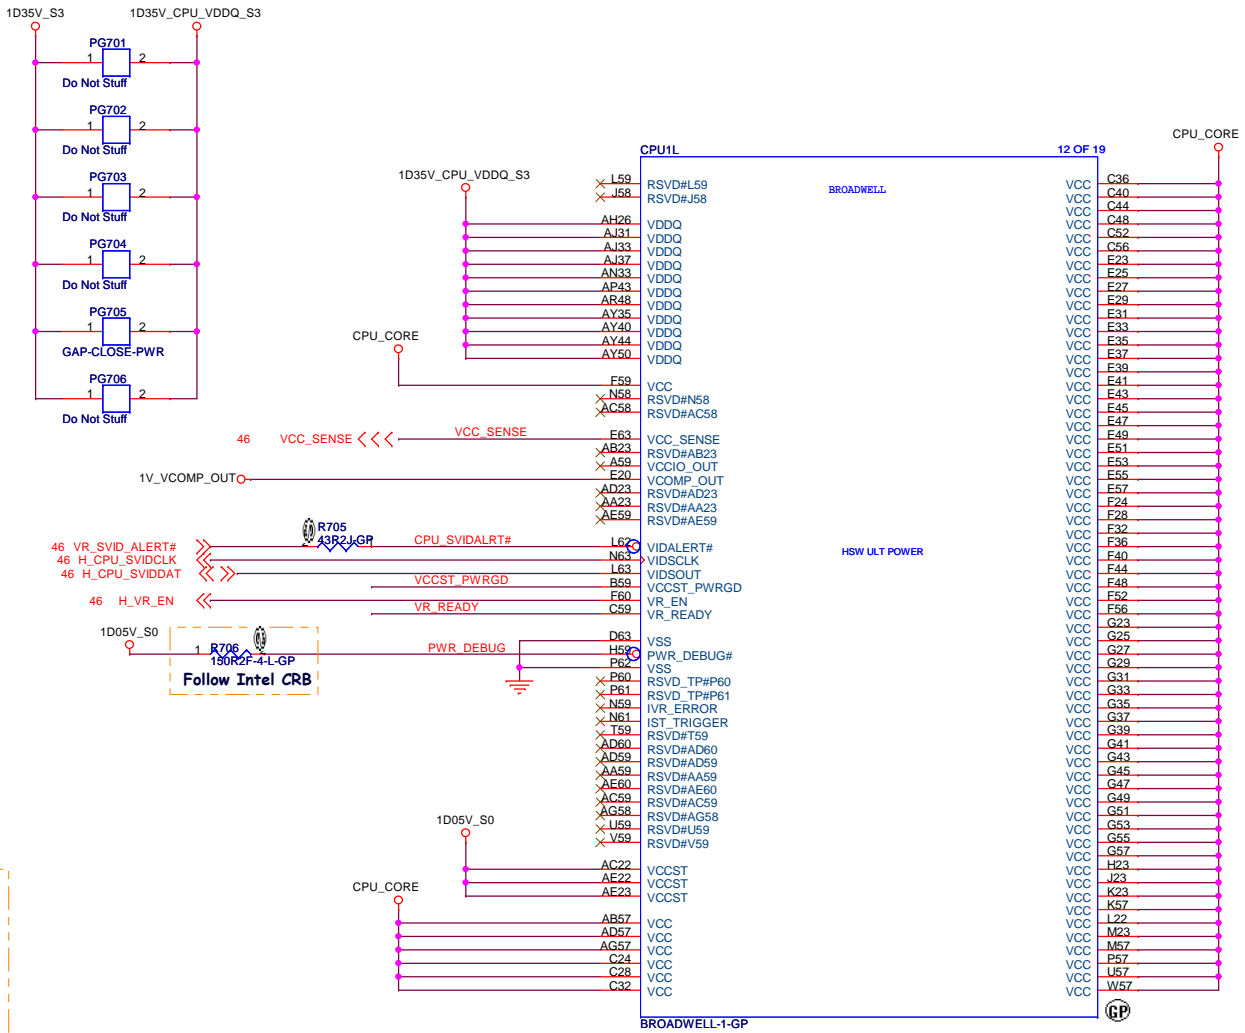 1D35V_S3
1D35V_CPU_VDDQ_S3
PG701
1 2
Do Not Stuff
PG702
1 2
Do Not Stuff
PG703
1 2
Do Not Stuff
PG704
1 2
Do Not Stuff
PG705
1 2
GAP-CLOSE-PWR
PG706
1 2
Do Not Stuff
CPU_CORE
CPU1L
12 OF 19
BROADWELL
HSW ULT POWER
1D35V_CPU_VDDQ_S3
L59 RSVD#L59
J58 RSVD#J58
AH26 VDDQ
AJ31 VDDQ
AJ33 VDDQ
AJ37 VDDQ
AN33 VDDQ
AP43 VDDQ
AR48 VDDQ
AY35 VDDQ
AY40 VDDQ
AY44 VDDQ
AY50 VDDQ
CPU_CORE
F59 VCC
N58 RSVD#N58
AC58 RSVD#AC58
46 VCC_SENSE VCC_SENSE E63 VCC_SENSE
AB23 RSVD#AB23
A59 VCCIO_OUT
1V_VCOMP_OUT E20 VCOMP_OUT
AD23 RSVD#AD23
AA23 RSVD#AA23
AE59 RSVD#AE59
R705
43R2J-GP
46 VR_SVID_ALERT# 2 1 CPU_SVIDALRT# L62 VIDALERT#
46 H_CPU_SVIDCLK N63 VIDSCLK
46 H_CPU_SVIDDAT L63 VIDSOUT
VCCST_PWRGD B59 VCCST_PWRGD
46 H_VR_EN F60 VR_EN
VR_READY C59 VR_READY
1D05V_S0
D63 VSS
1 R706 2 PWR_DEBUG H59 PWR_DEBUG#
150R2F-4-L-GP
Follow Intel CRB
P62 VSS
P60 RSVD_TP#P60
P61 RSVD_TP#P61
N59 IVR_ERROR
N61 IST_TRIGGER
T59 RSVD#T59
AD60 RSVD#AD60
AD59 RSVD#AD59
AA59 RSVD#AA59
AE60 RSVD#AE60
AC59 RSVD#AC59
AG58 RSVD#AG58
U59 RSVD#U59
V59 RSVD#V59
1D05V_S0
AC22 VCCST
AE22 VCCST
AE23 VCCST
CPU_CORE
AB57 VCC
AD57 VCC
AG57 VCC
C24 VCC
C28 VCC
C32 VCC
VCC C36
VCC C40
VCC C44
VCC C48
VCC C52
VCC C56
VCC E23
VCC E25
VCC E27
VCC E29
VCC E31
VCC E33
VCC E35
VCC E37
VCC E39
VCC E41
VCC E43
VCC E45
VCC E47
VCC E49
VCC E51
VCC E53
VCC E55
VCC E57
VCC F24
VCC F28
VCC F32
VCC F36
VCC F40
VCC F44
VCC F48
VCC F52
VCC F56
VCC G23
VCC G25
VCC G27
VCC G29
VCC G31
VCC G33
VCC G35
VCC G37
VCC G39
VCC G41
VCC G43
VCC G45
VCC G47
VCC G49
VCC G51
VCC G53
VCC G55
VCC G57
VCC H23
VCC J23
VCC K23
VCC K57
VCC L22
VCC M23
VCC M57
VCC P57
VCC U57
VCC W57
BROADWELL-1-GP
GP